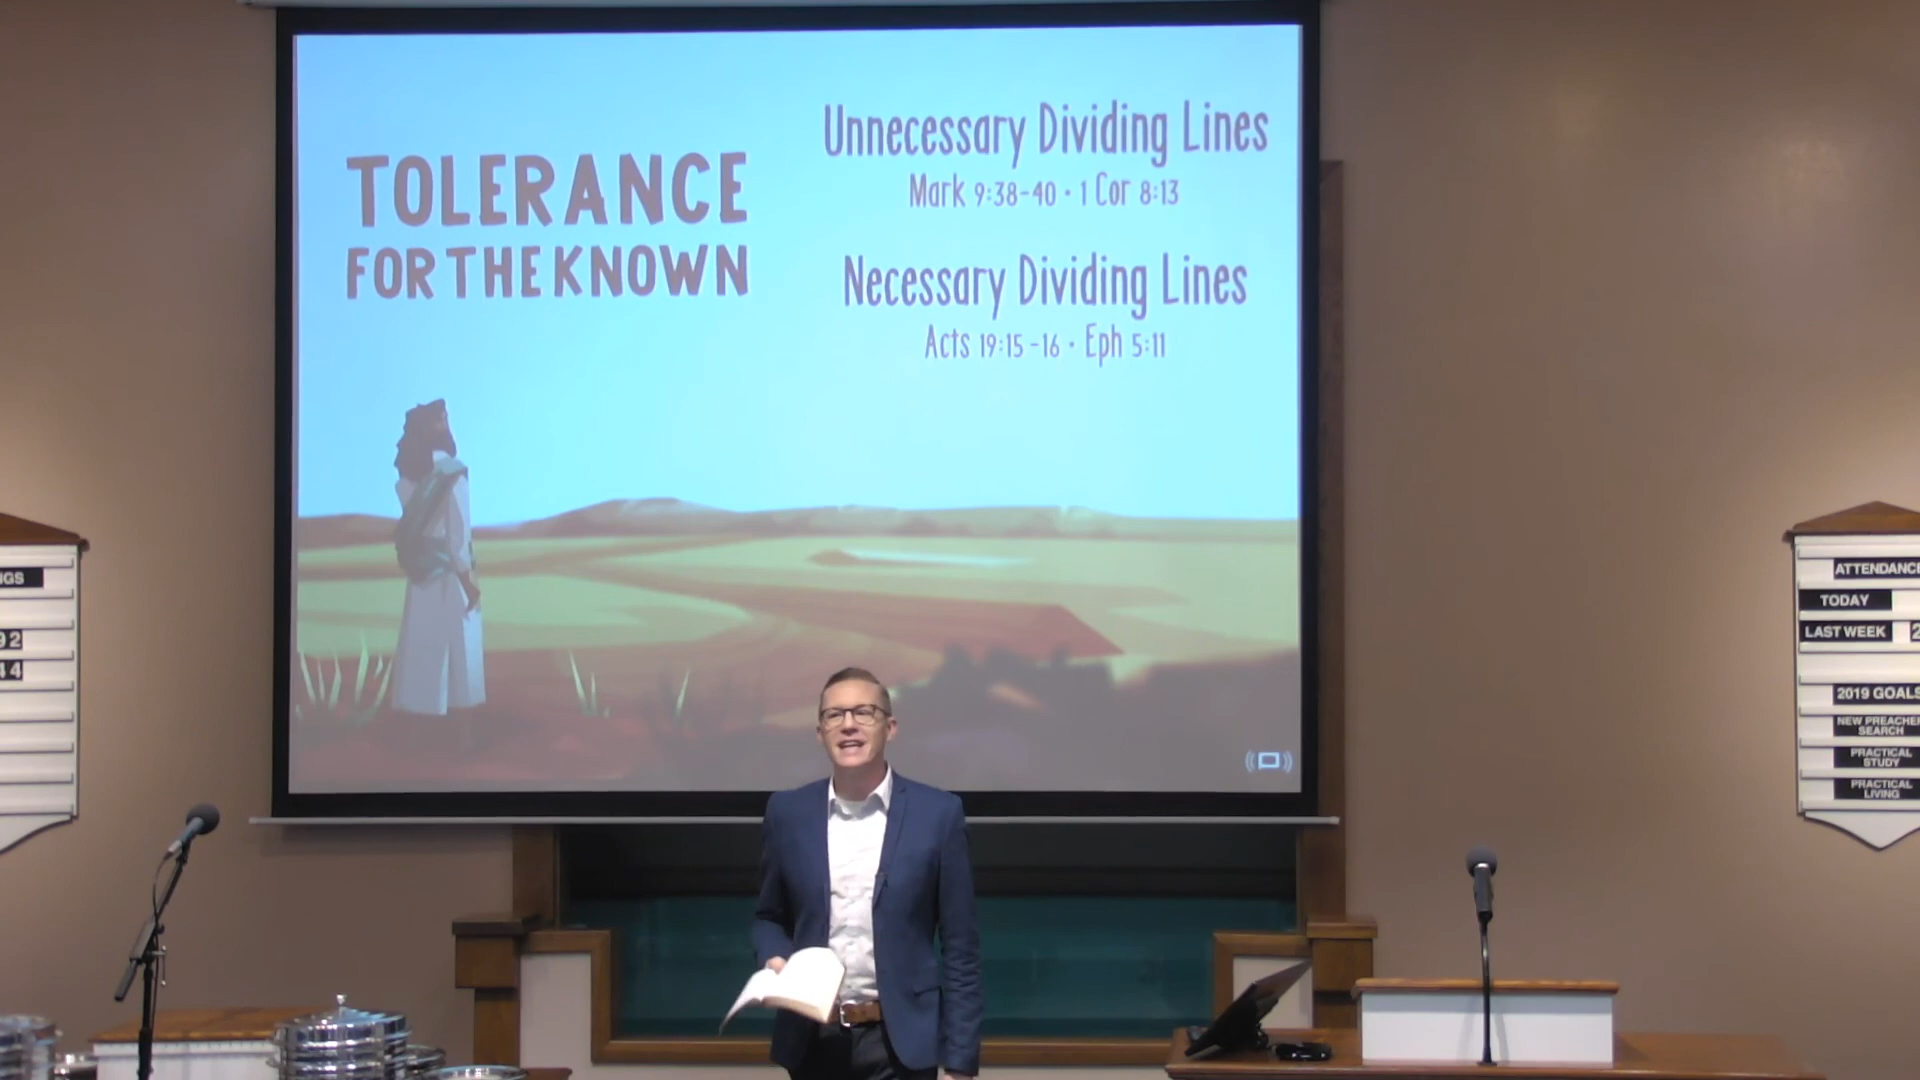 TOLERANCE
FOR THE KNOWN
Unnecessary Dividing Lines
Mark 9:38-40 • 1 Cor 8:13
Necessary Dividing Lines
Acts 19:15-16 • Eph 5:11
ATTENDANCE
TODAY
LAST WEEK 2
2019 GOALS
NEW PREACHER
SEARCH
PRACTICAL
STUDY
PRACTICAL
LIVING